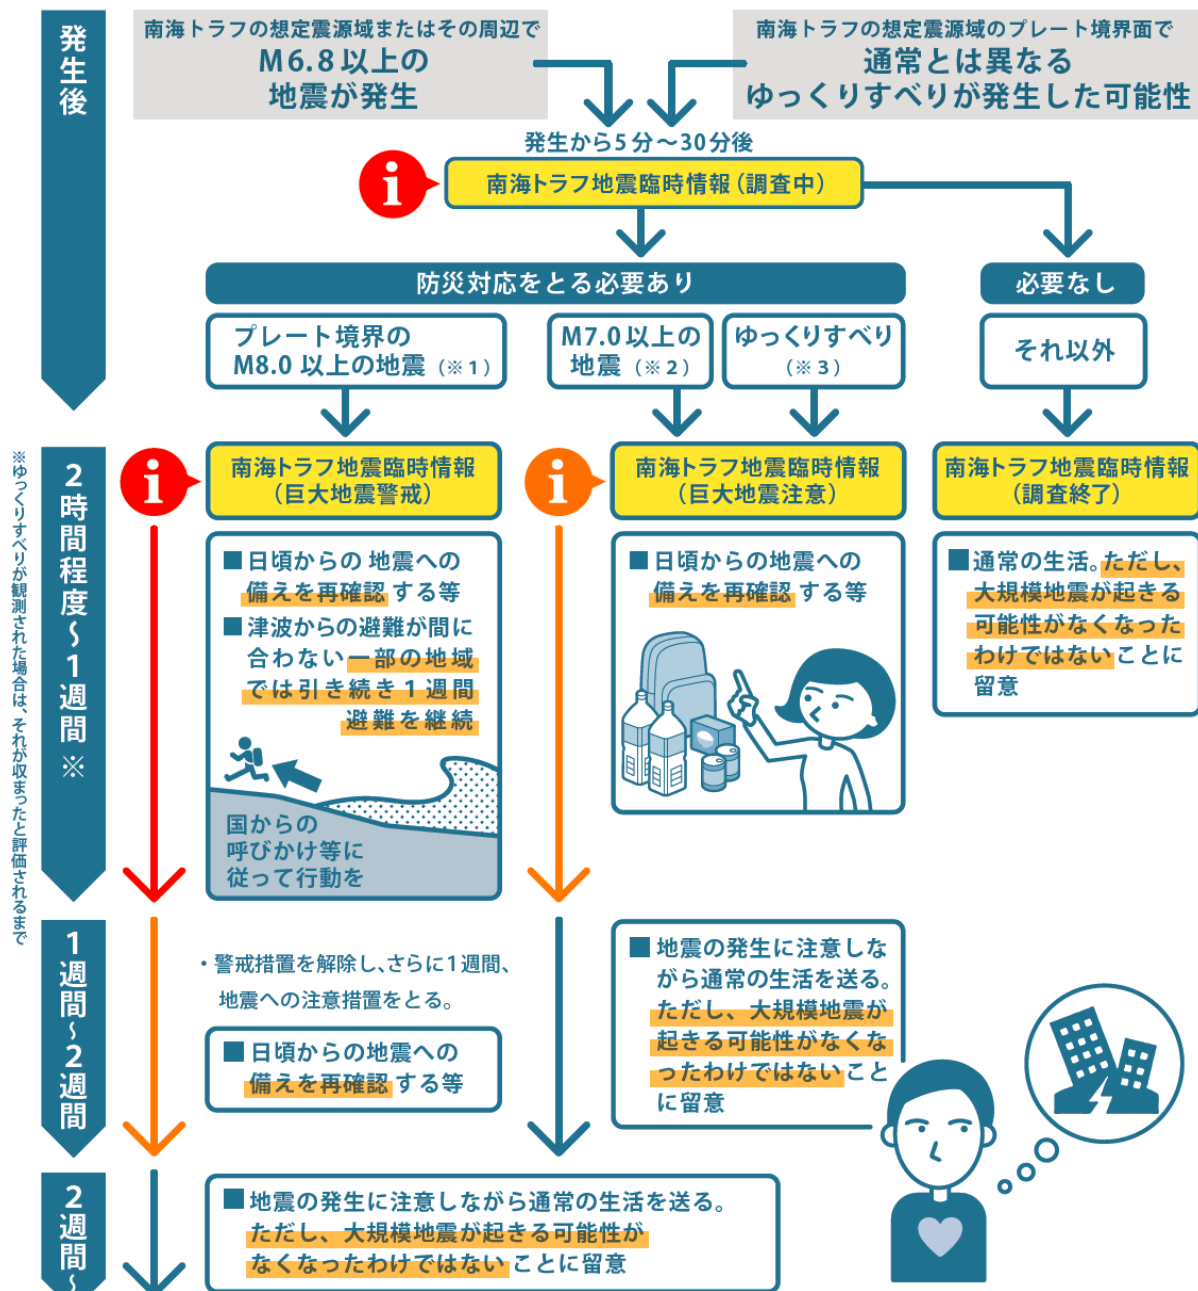 発生後
南海トラフの想定震源域またはその周辺で
M6.8以上の
地震が発生
南海トラフの想定震源域のプレート境界面で
通常とは異なる
ゆっくりすべりが発生した可能性
発生から5分〜30分後
i
南海トラフ地震臨時情報(調査中)
防災対応をとる必要あり
必要なし
プレート境界の
M8.0以上の地震(※1)
M7.0以上の
地震(※2)
ゆっくりすべり
(※3)
それ以外
2時間程度〜1週間※
※ゆっくりすべりが観測された場合は、それが収まったと評価されるまで
i
南海トラフ地震臨時情報
(巨大地震警戒)
i
南海トラフ地震臨時情報
(巨大地震注意)
南海トラフ地震臨時情報
(調査終了)
■日頃からの 地震への
備えを再確認 する等
■津波からの避難が間に
合わない一部の地域
では引き続き1週間
避難を継続
国からの
呼びかけ等に
従って行動を
■日頃からの地震への
備えを再確認 する等
■通常の生活。ただし、
大規模地震が起きる
可能性がなくなった
わけではない ことに
留意
1週間〜2週間
・警戒措置を解除し、さらに1週間、
地震への注意措置をとる。
■日頃からの地震への
備えを再確認 する等
■地震の発生に注意しな
がら通常の生活を送る。
ただし、大規模地震が
起きる可能性がなくな
ったわけではない こと
に留意
2週間〜
■地震の発生に注意しながら通常の生活を送る。
ただし、大規模地震が起きる可能性が
なくなったわけではない ことに留意